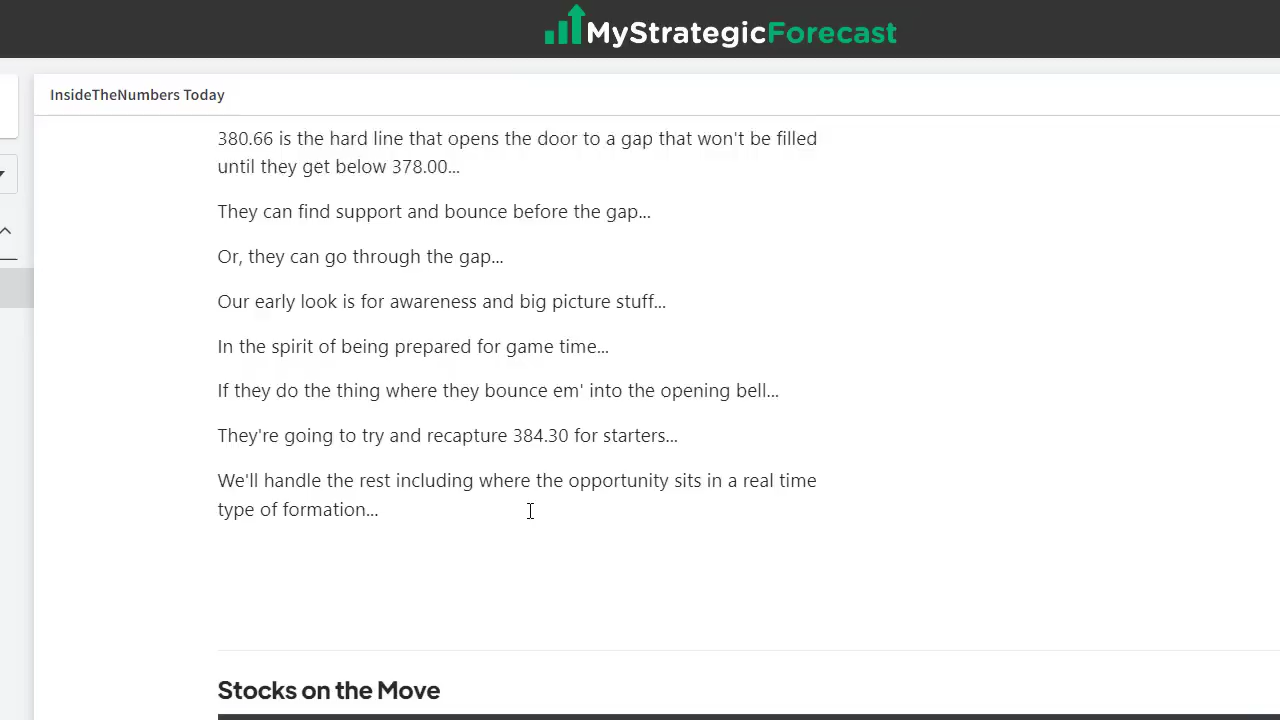 MyStrategicForecast
InsideTheNumbers Today
380.66 is the hard line that opens the door to a gap that won't be filled
until they get below 378.00...
They can find support and bounce before the gap...
Or, they can go through the gap...
Our early look is for awareness and big picture stuff...
In the spirit of being prepared for game time...
If they do the thing where they bounce em' into the opening bell...
They're going to try and recapture 384.30 for starters...
We'll handle the rest including where the opportunity sits in a real time
type of formation...
Stocks on the Move